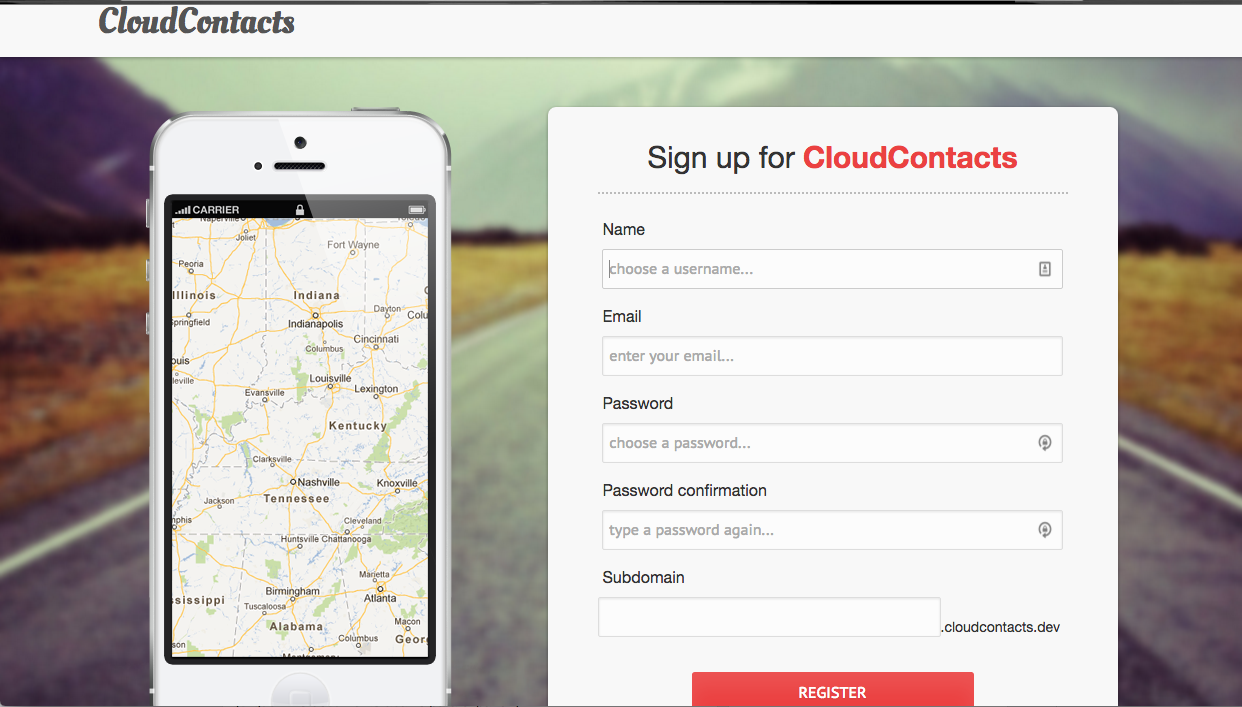 CloudContacts
Sign up for CloudContacts
Name
choose a username...
Email
enter your email...
Password
choose a password...
Password confirmation
type a password again...
Subdomain
.cloudcontacts.dev
REGISTER
CARRIER
Naperville
Joliet
Fort Wayne
Peoria
Illinois
Indiana
Springfield
Dayton
Colu
Indianapolis
Columbus
Cincinnati
ouis
leville
Louisville
Evansville
Lexington
Kentucky
Clarksville
Nashville
Knoxville
Tennessee
Jackson
mphis
Cleveland
Huntsville Chattanooga
Marietta
Birmingham
Atlanta
ssissippi
Tuscaloosa
Alabama
Macon
Columbus
Georg
son